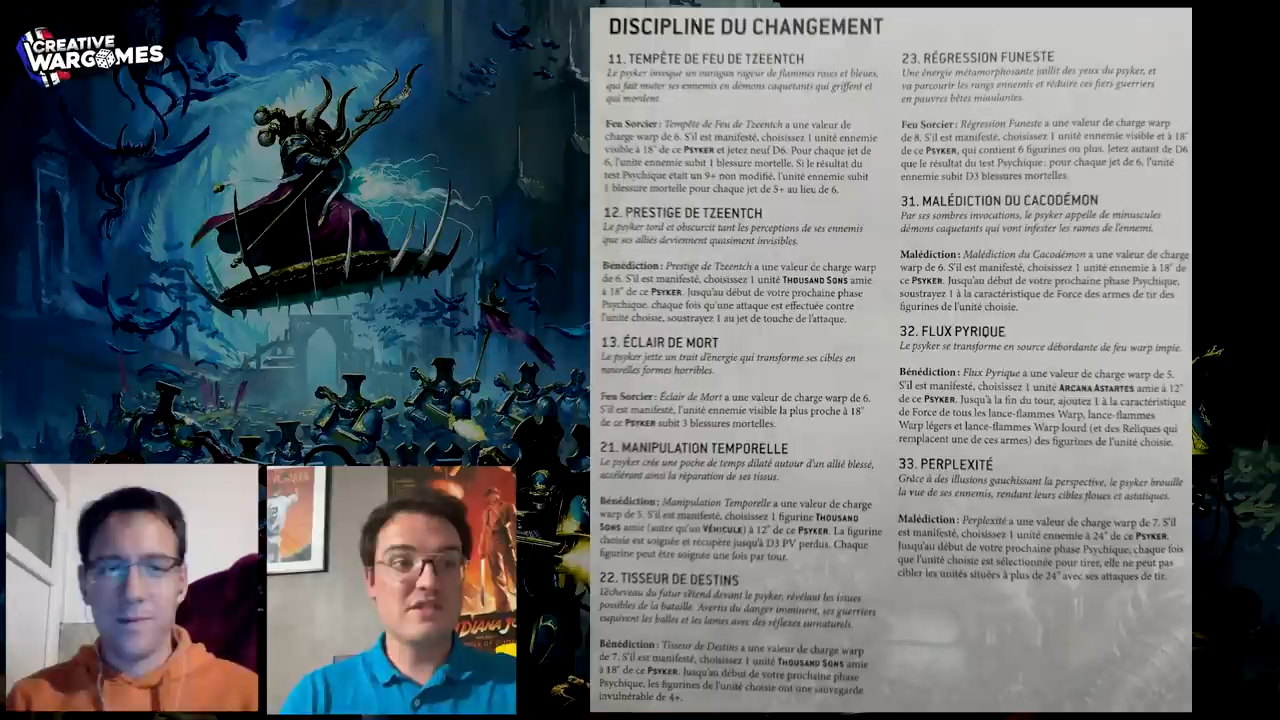 CREATIVE
WARGAMES
DISCIPLINE DU CHANGEMENT
11. TEMPÊTE DE FEU DE TZEENTCH
Le psyker invoque un ouragan rageur de flammes roses et bleues,
qui fait muter ses ennemis en démons caquetants qui griffent et
qui mordent.
Feu Sorcier : Tempête de Feu de Tzeentch a une valeur de
charge warp de 6. S'il est manifesté, choisissez 1 unité ennemie
visible à 18" de ce PSYKER et jetez neuf D6. Pour chaque jet de
6, l'unité ennemie subit 1 blessure mortelle. Si le résultat du
test Psychique était un 9+ non modifié, l'unité ennemie subit
1 blessure mortelle pour chaque jet de 5+ au lieu de 6.
12. PRESTIGE DE TZEENTCH
Le psyker tord et obscurcit tant les perceptions de ses ennemis
que ses alliés deviennent quasiment invisibles.
Bénédiction : Prestige de Tzeentch a une valeur de charge warp
de 6. S'il est manifesté, choisissez 1 unité THOUSAND SONS amie
à 18" de ce PSYKER. Jusqu'au début de votre prochaine phase
Psychique, chaque fois qu'une attaque est effectuée contre
l'unité choisie, soustrayez 1 au jet de touche de l'attaque.
13. ÉCLAIR DE MORT
Le psyker jette un trait d'énergie qui transforme ses cibles en
nouvelles formes horribles.
Feu Sorcier : Éclair de Mort a une valeur de charge warp de 6.
S'il est manifesté, l'unité ennemie visible la plus proche à 18"
de ce PSYKER subit 3 blessures mortelles.
21. MANIPULATION TEMPORELLE
Le psyker crée une poche de temps dilaté autour d'un allié blessé,
accélérant ainsi la réparation de ses tissus.
Bénédiction : Manipulation Temporelle a une valeur de charge
warp de 5. S'il est manifesté, choisissez 1 figurine THOUSAND
SONS amie (autre qu'un VÉHICULE) à 12" de ce PSYKER. La figurine
choisie est soignée et récupère jusqu'à D3 PV perdus. Chaque
figurine peut être soignée une fois par tour.
22. TISSEUR DE DESTINS
L'écheveau du futur s'étend devant le psyker, révélant les issues
possibles de la bataille. Avertis du danger imminent, ses guerriers
esquivent les balles et les lames avec des réflexes surnaturels.
Bénédiction : Tisseur de Destins a une valeur de charge warp
de 7. S'il est manifesté, choisissez 1 unité THOUSAND SONS amie
à 18" de ce PSYKER. Jusqu'au début de votre prochaine phase
Psychique, les figurines de l'unité choisie ont une sauvegarde
invulnérable de 4+.
23. RÉGRESSION FUNESTE
Une énergie métamorphosante jaillit des yeux du psyker, et
va parcourir les rangs ennemis et réduire ces fiers guerriers
en pauvres bêtes miaulantes.
Feu Sorcier : Régression Funeste a une valeur de charge warp
de 8. S'il est manifesté, choisissez 1 unité ennemie visible et à 18"
de ce PSYKER, qui contient 6 figurines ou plus. Jetez autant de D6
que le résultat du test Psychique : pour chaque jet de 6, l'unité
ennemie subit D3 blessures mortelles.
31. MALÉDICTION DU CACODÉMON
Par ses sombres invocations, le psyker appelle de minuscules
démons caquetants qui vont infester les rames de l'ennemi.
Malédiction : Malédiction du Cacodémon a une valeur de charge
warp de 6. S'il est manifesté, choisissez 1 unité ennemie à 18" de
ce PSYKER. Jusqu'au début de votre prochaine phase Psychique,
soustrayez 1 à la caractéristique de Force des armes de tir des
figurines de l'unité choisie.
32. FLUX PYRIQUE
Le psyker se transforme en source débordante de feu warp impie.
Bénédiction : Flux Pyrique a une valeur de charge warp de 5.
S'il est manifesté, choisissez 1 unité ARCANA ASTARTES amie à 12"
de ce PSYKER. Jusqu'à la fin du tour, ajoutez 1 à la caractéristique
de Force de tous les lance-flammes Warp, lance-flammes
Warp légers et lance-flammes Warp lourd (et des Reliques qui
remplacent une de ces armes) des figurines de l'unité choisie.
33. PERPLEXITÉ
Grâce à des illusions gauchissant la perspective, le psyker brouille
la vue de ses ennemis, rendant leurs cibles floues et astatiques.
Malédiction : Perplexité a une valeur de charge warp de 7. S'il
est manifesté, choisissez 1 unité ennemie à 24" de ce PSYKER.
Jusqu'au début de votre prochaine phase Psychique, chaque fois
que l'unité choisie est sélectionnée pour tirer, elle ne peut pas
cibler les unités situées à plus de 24" avec ses attaques de tir.
INDIANA JO